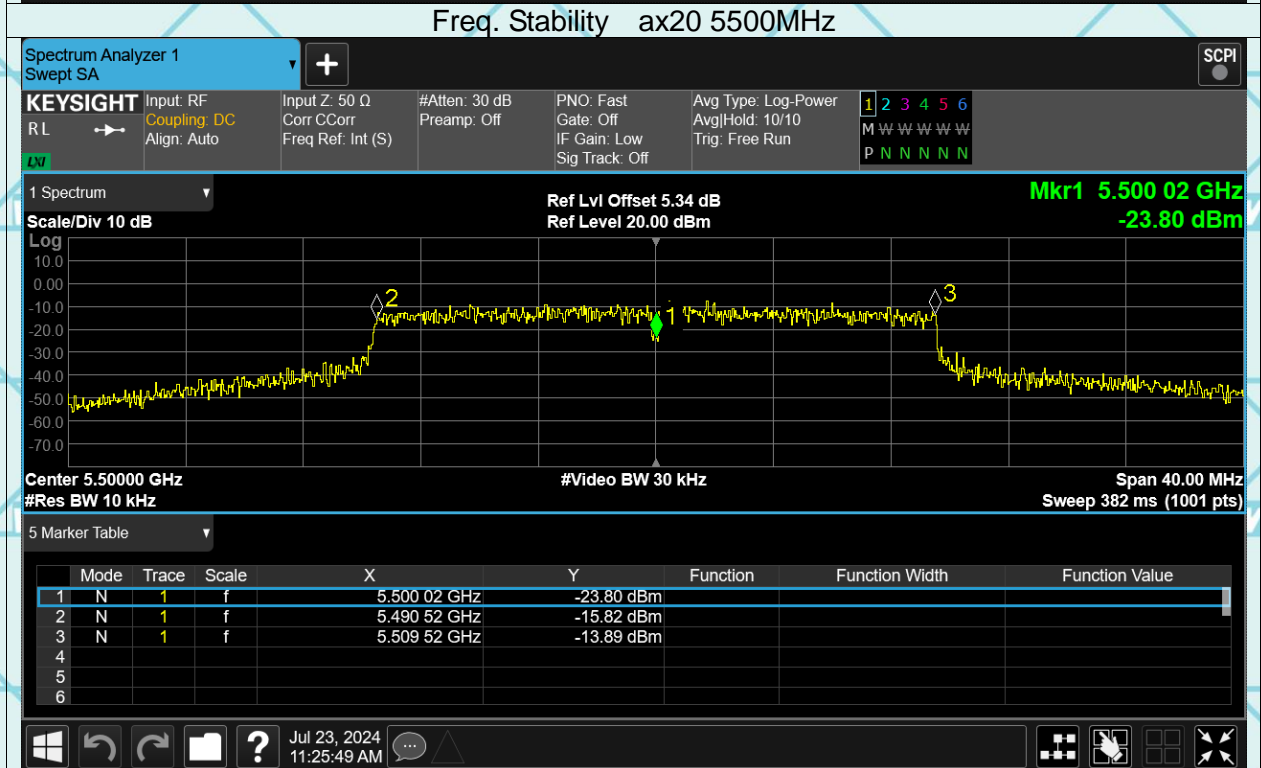 Freq. Stability ax20 5500MHz
Spectrum Analyzer 1
Swept SA
SCPI
KEYSIGHT
RL
LXI
Input: RF
Coupling: DC
Align: Auto
Input Z: 50 Ω
Corr CCorr
Freq Ref: Int (S)
#Atten: 30 dB
Preamp: Off
PNO: Fast
Gate: Off
IF Gain: Low
Sig Track: Off
Avg Type: Log-Power
Avg|Hold: 10/10
Trig: Free Run
1 2 3 4 5 6
M W W W W W
P N N N N N
1 Spectrum
Scale/Div 10 dB
Ref Lvl Offset 5.34 dB
Ref Level 20.00 dBm
Mkr1 5.500 02 GHz
-23.80 dBm
Log
10.0
0.00
-10.0
-20.0
-30.0
-40.0
-50.0
-60.0
-70.0
2
1
3
Center 5.50000 GHz
#Video BW 30 kHz
Span 40.00 MHz
#Res BW 10 kHz
Sweep 382 ms (1001 pts)
5 Marker Table
Mode Trace Scale X Y Function Function Width Function Value
1 N 1 f 5.500 02 GHz -23.80 dBm
2 N 1 f 5.490 52 GHz -15.82 dBm
3 N 1 f 5.509 52 GHz -13.89 dBm
4
5
6
?
Jul 23, 2024
11:25:49 AM